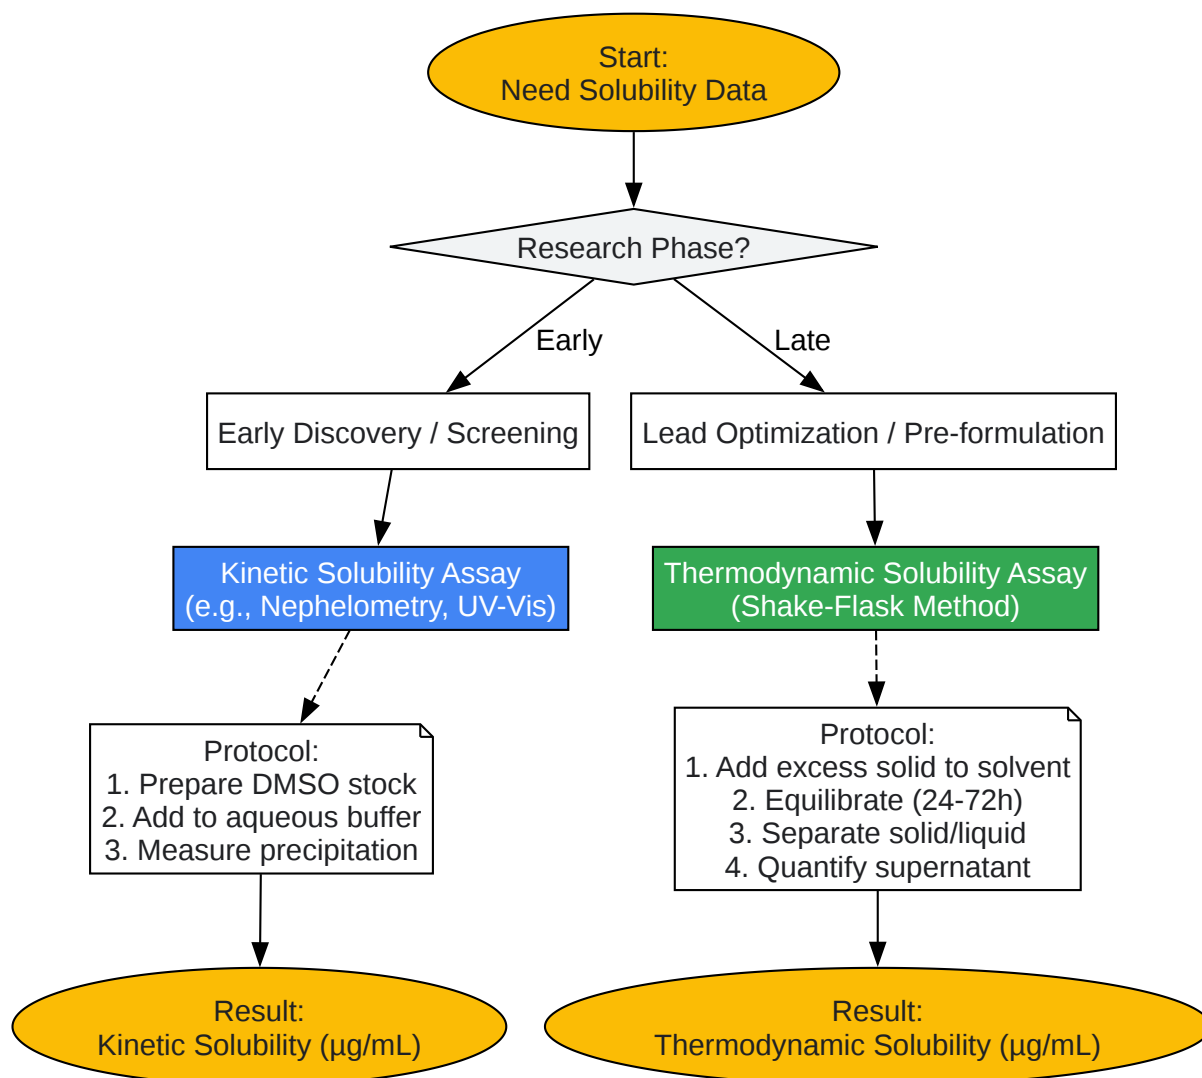 Start:
Need Solubility Data
Research Phase?
Early
Late
Early Discovery / Screening
Lead Optimization / Pre-formulation
Kinetic Solubility Assay
(e.g., Nephelometry, UV-Vis)
Thermodynamic Solubility Assay
(Shake-Flask Method)
Protocol:
1. Prepare DMSO stock
2. Add to aqueous buffer
3. Measure precipitation
Protocol:
1. Add excess solid to solvent
2. Equilibrate (24-72h)
3. Separate solid/liquid
4. Quantify supernatant
Result:
Kinetic Solubility (µg/mL)
Result:
Thermodynamic Solubility (µg/mL)